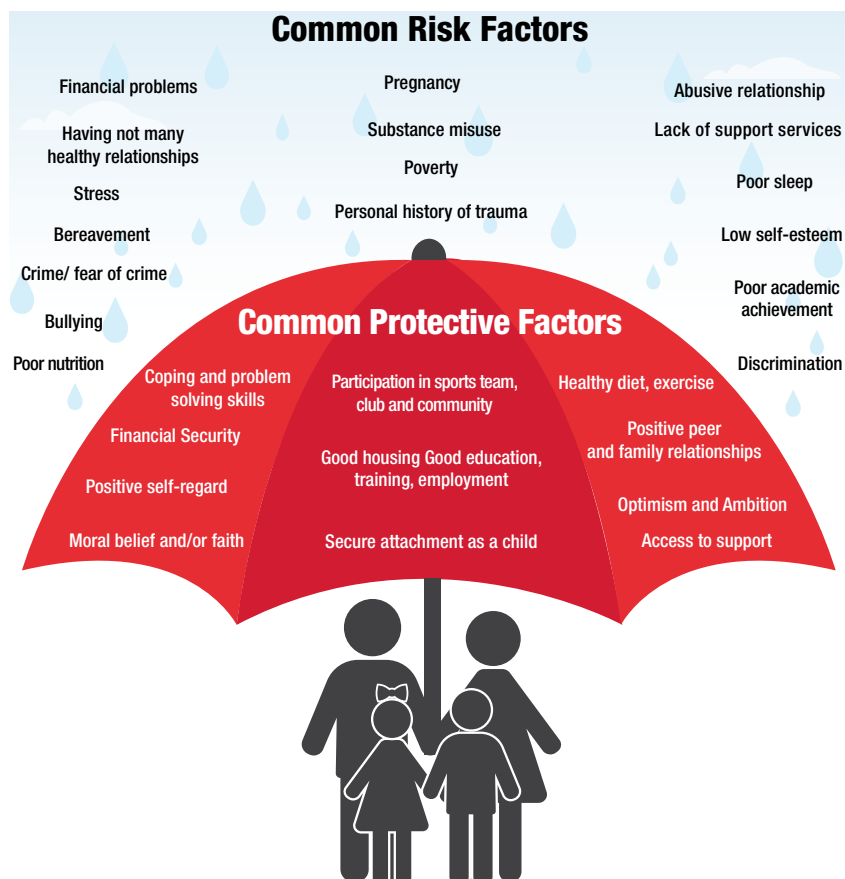 Common Risk Factors
Financial problems
Having not many
healthy relationships
Stress
Bereavement
Crime/ fear of crime
Bullying
Poor nutrition
Pregnancy
Substance misuse
Poverty
Personal history of trauma
Abusive relationship
Lack of support services
Poor sleep
Low self-esteem
Poor academic
achievement
Discrimination
Common Protective Factors
Coping and problem
solving skills
Financial Security
Positive self-regard
Moral belief and/or faith
Participation in sports team,
club and community
Good housing Good education,
training, employment
Secure attachment as a child
Healthy diet, exercise
Positive peer
and family relationships
Optimism and Ambition
Access to support